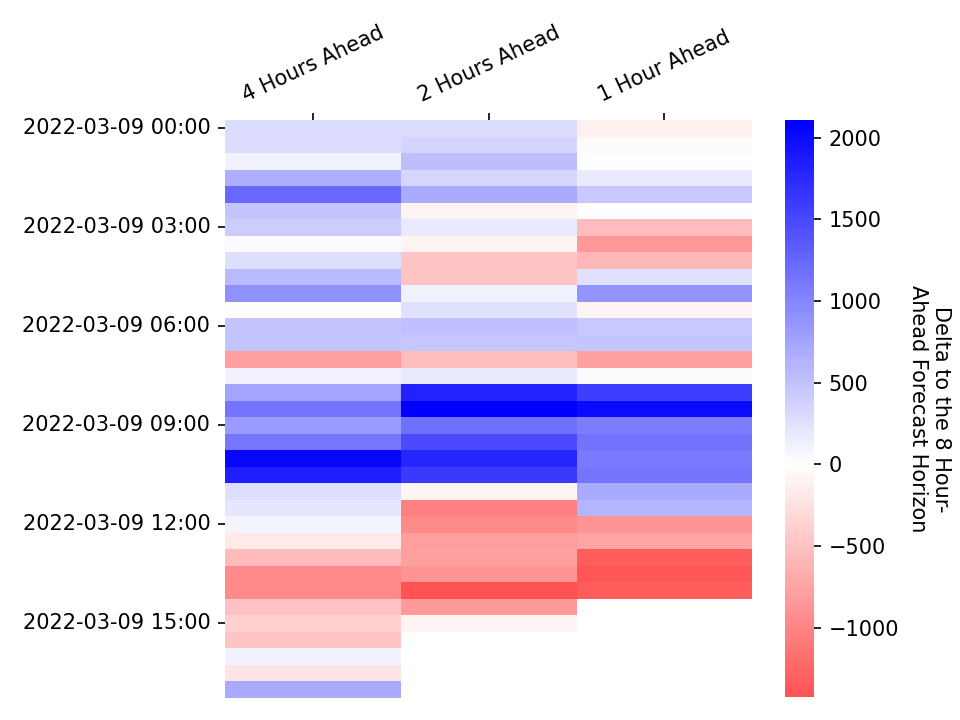 4 Hours Ahead
2 Hours Ahead
1 Hour Ahead
2022-03-09 00:00
2022-03-09 03:00
2022-03-09 06:00
2022-03-09 09:00
2022-03-09 12:00
2022-03-09 15:00
2000
1500
1000
500
0
−500
−1000
Delta to the 8 Hour-
Ahead Forecast Horizon